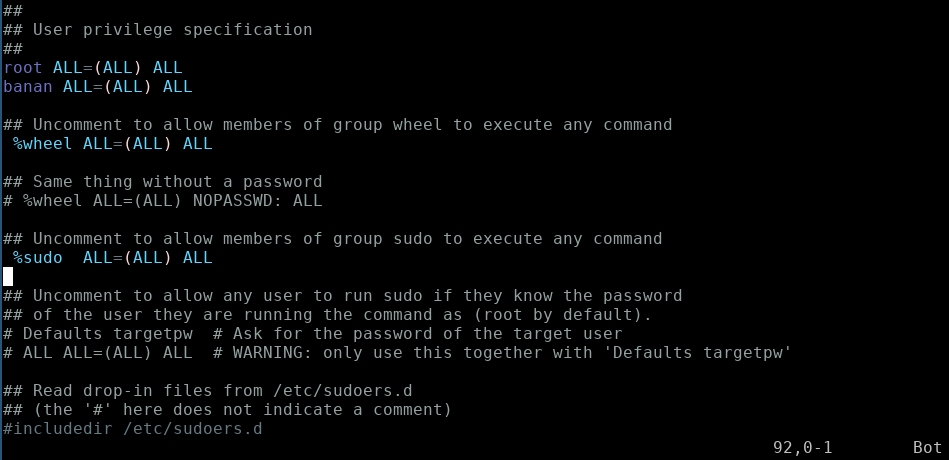 ##
## User privilege specification
##
root ALL=(ALL) ALL
banan ALL=(ALL) ALL
## Uncomment to allow members of group wheel to execute any command
 %wheel ALL=(ALL) ALL
## Same thing without a password
# %wheel ALL=(ALL) NOPASSWD: ALL
## Uncomment to allow members of group sudo to execute any command
 %sudo  ALL=(ALL) ALL
## Uncomment to allow any user to run sudo if they know the password
## of the user they are running the command as (root by default).
# Defaults targetpw  # Ask for the password of the target user
# ALL ALL=(ALL) ALL  # WARNING: only use this together with 'Defaults targetpw'
## Read drop-in files from /etc/sudoers.d
## (the '#' here does not indicate a comment)
#includedir /etc/sudoers.d
92,0-1 Bot